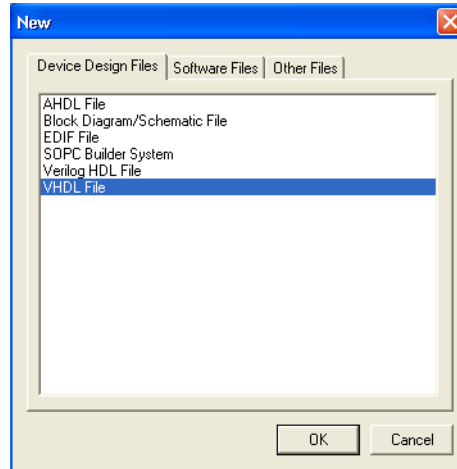 New
Device Design Files Software Files Other Files
AHDL File
Block Diagram/Schematic File
EDIF File
SOPC Builder System
Verilog HDL File
VHDL File
OK Cancel